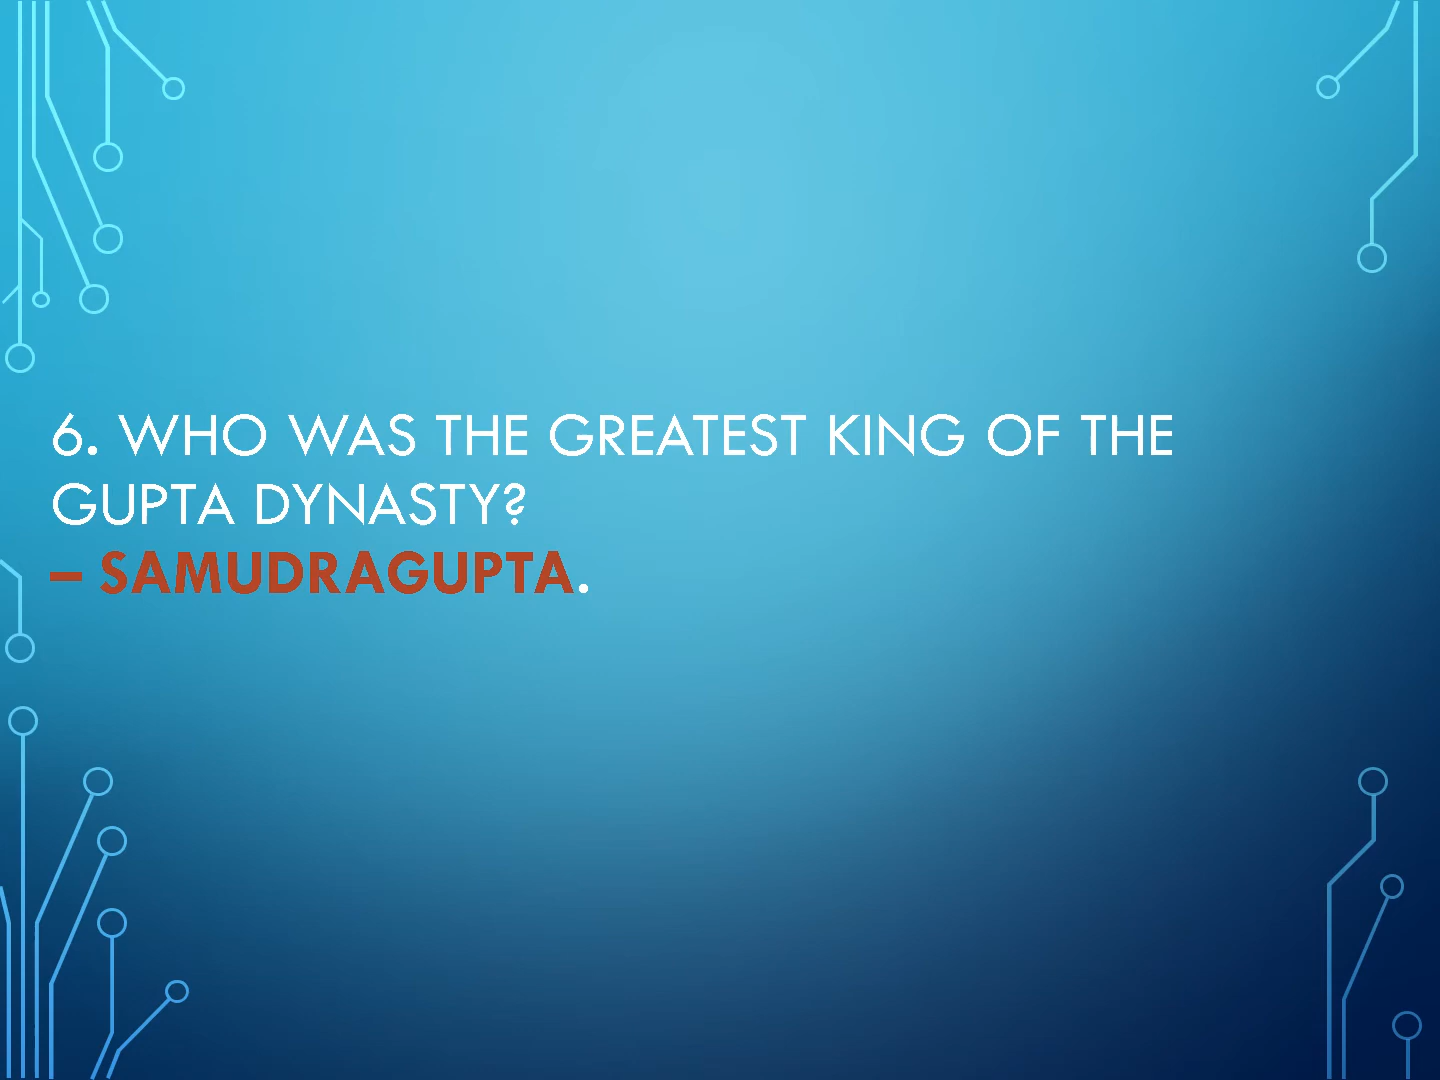 6. WHO WAS THE GREATEST KING OF THE
GUPTA DYNASTY?
– SAMUDRAGUPTA.